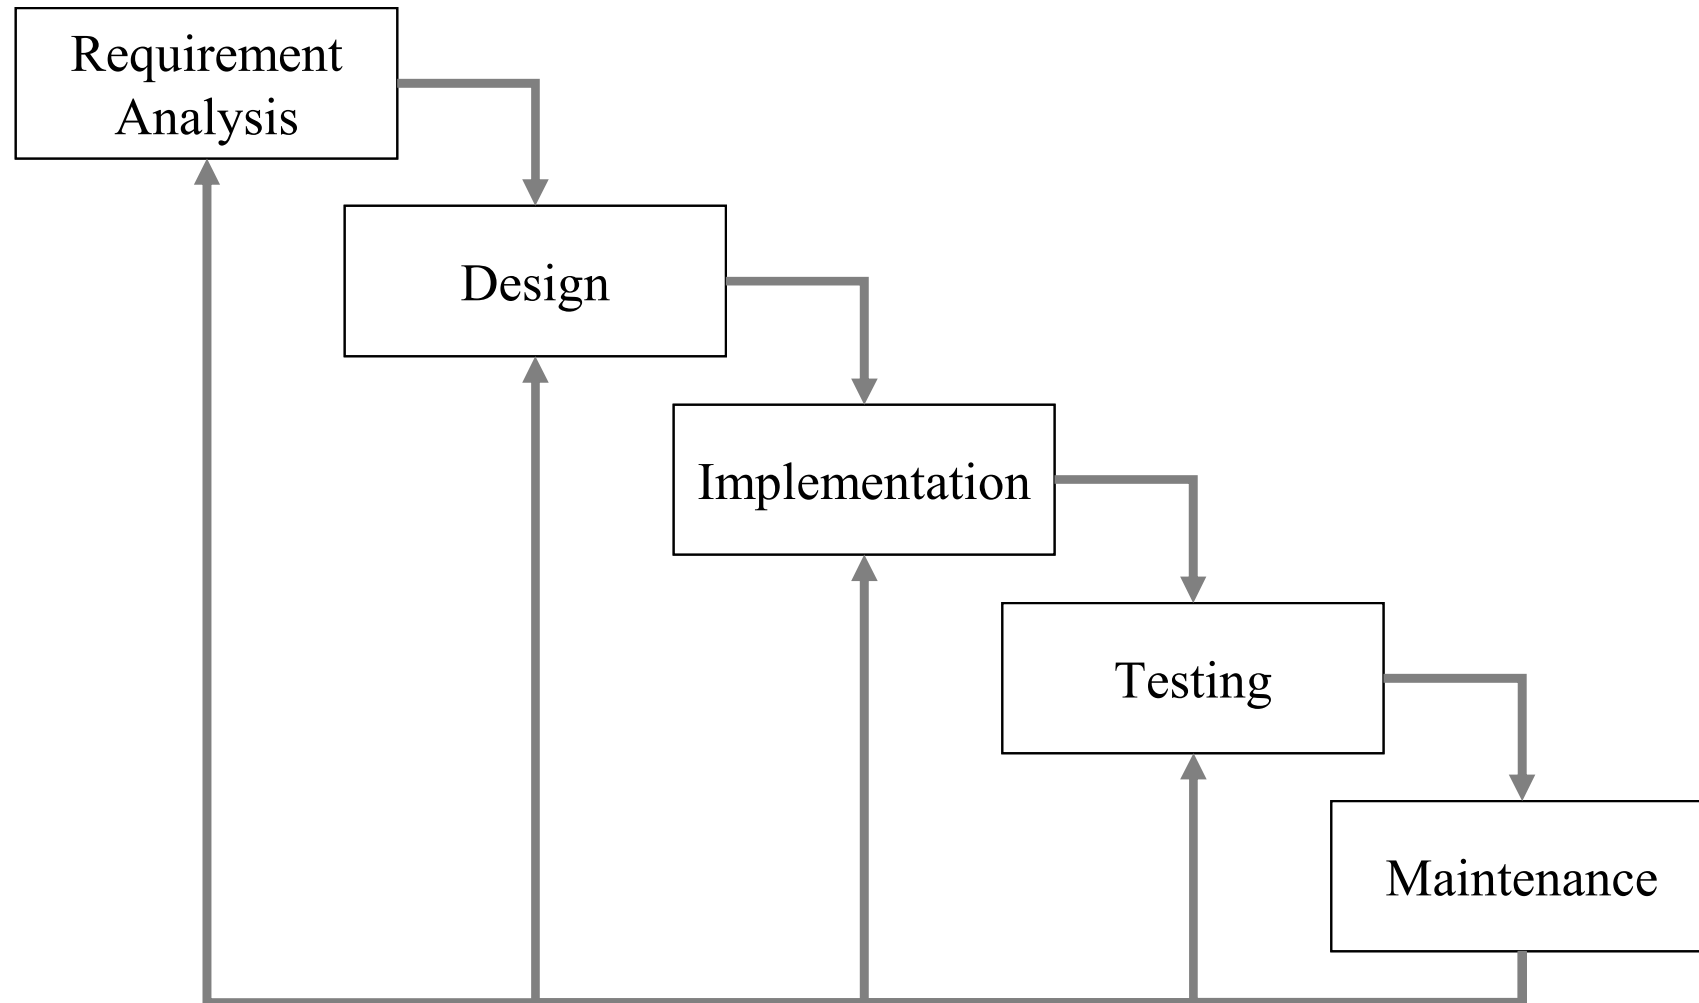 Requirement
Analysis
Design
Implementation
Testing
Maintenance